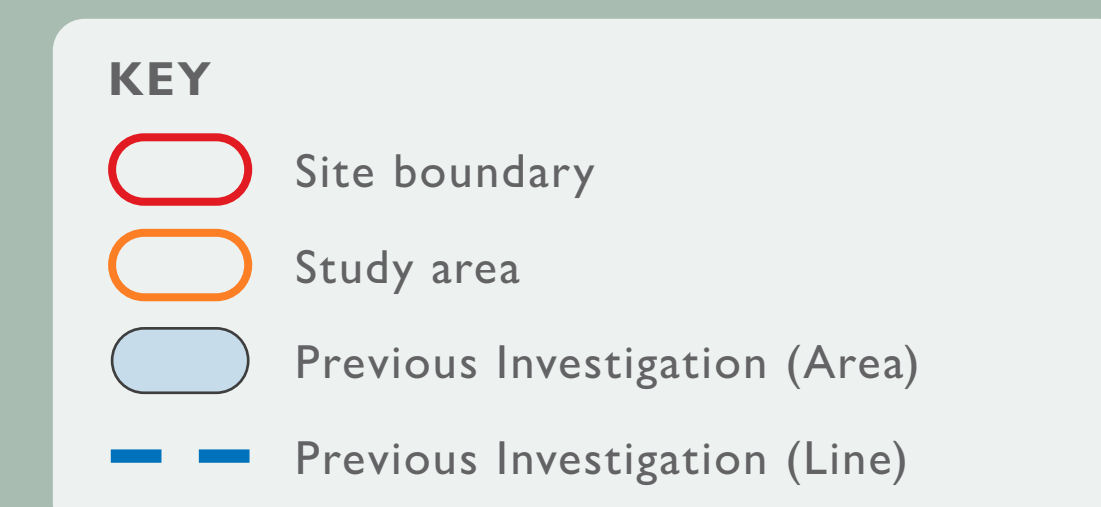 KEY
Site boundary
Study area
Previous Investigation (Area)
Previous Investigation (Line)